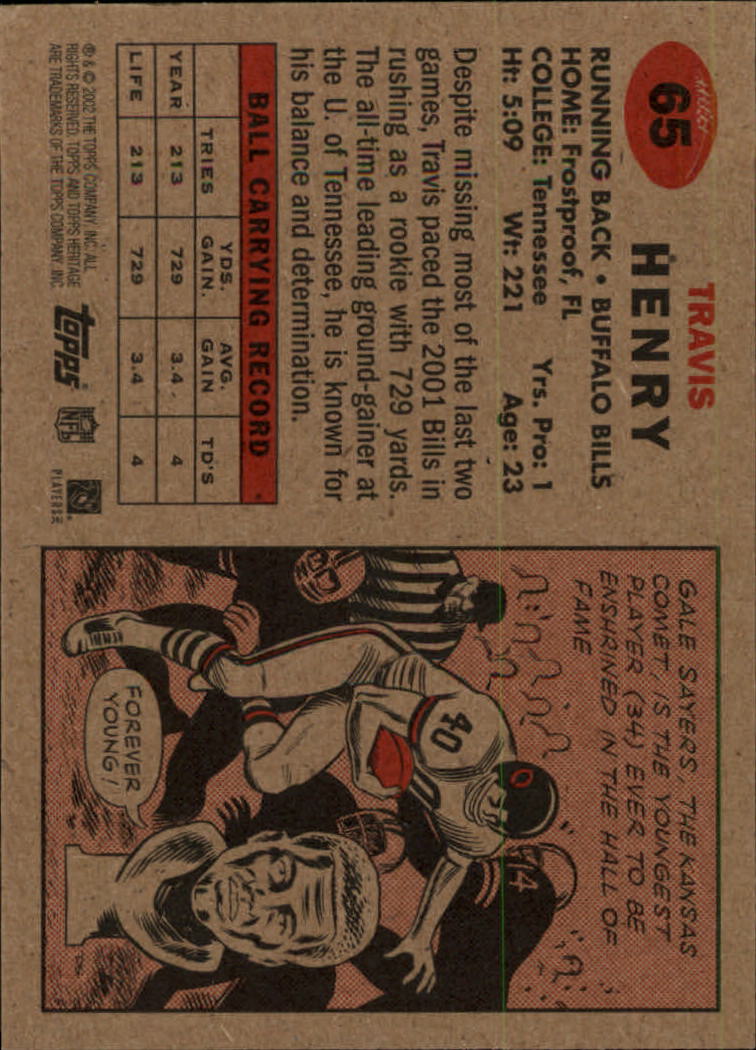 65
TRAVIS
HENRY
RUNNING BACK • BUFFALO BILLS
HOME: Frostproof, FL
COLLEGE: Tennessee Yrs. Pro: 1
Ht: 5:09 Wt: 221 Age: 23
Despite missing most of the last two
games, Travis paced the 2001 Bills in
rushing as a rookie with 729 yards.
The all-time leading ground-gainer at
the U. of Tennessee, he is known for
his balance and determination.
BALL CARRYING RECORD
TRIES YDS. GAIN. AVG. GAIN TD'S
YEAR 213 729 3.4 4
LIFE 213 729 3.4 4
® & © 2002 THE TOPPS COMPANY, INC. ALL
RIGHTS RESERVED. TOPPS AND TOPPS HERITAGE
ARE TRADEMARKS OF THE TOPPS COMPANY, INC.
topps
NFL
PLAYERS
GALE SAYERS, THE KANSAS
COMET, IS THE YOUNGEST
PLAYER (34) EVER TO BE
ENSHRINED IN THE HALL OF
FAME
40
74
FOREVER
YOUNG!